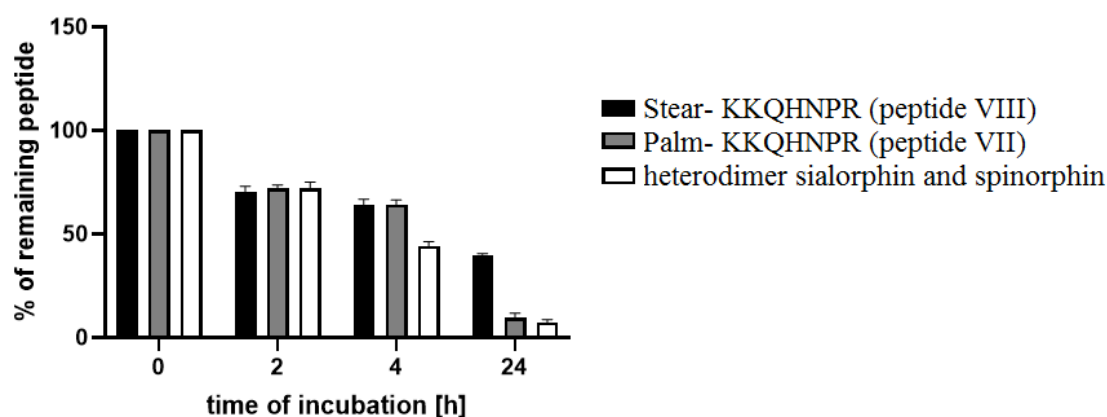 % of remaining peptide
150
100
50
0
0 2 4 24
time of incubation [h]
Stear- KKQHNPR (peptide VIII)
Palm- KKQHNPR (peptide VII)
heterodimer sialorphin and spinorphin